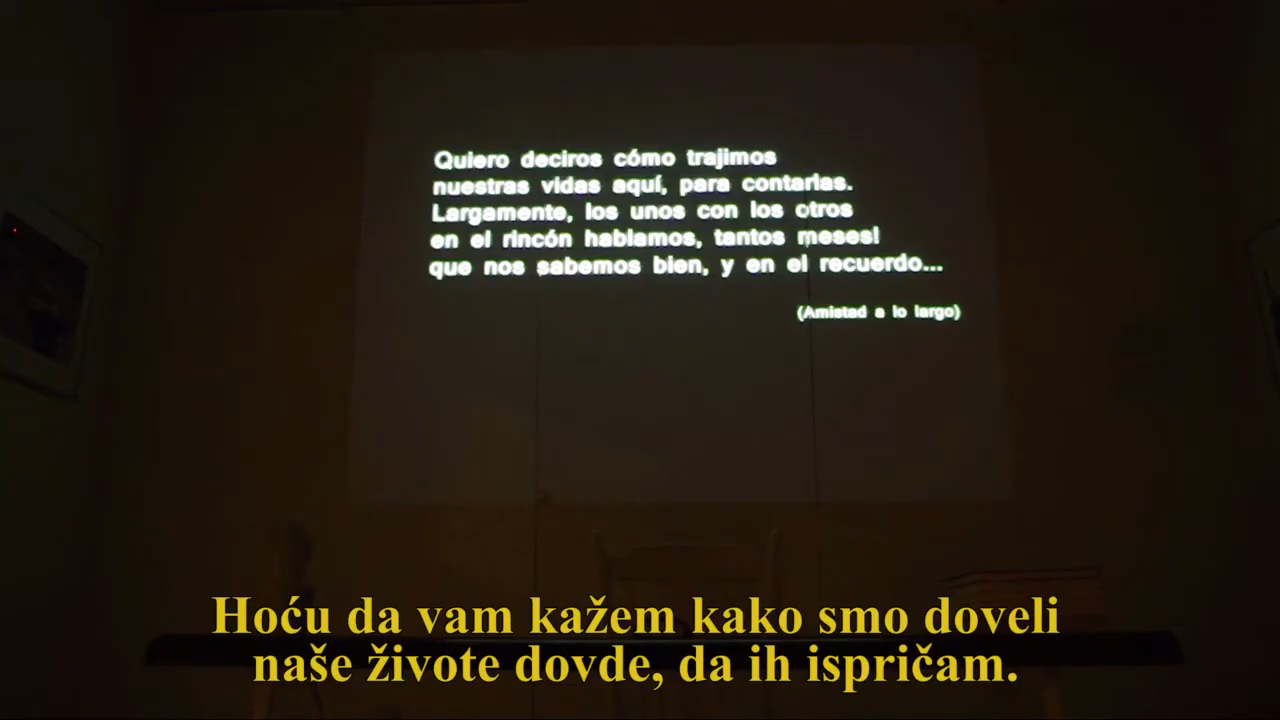 Quiero deciros cómo trajimos
nuestras vidas aquí, para contarlas.
Largamente, los unos con los otros
en el rincón hablamos, tantos meses!
que nos sabemos bien, y en el recuerdo...
(Amistad a lo largo)
Hoću da vam kažem kako smo doveli
naše živote dovde, da ih ispričam.